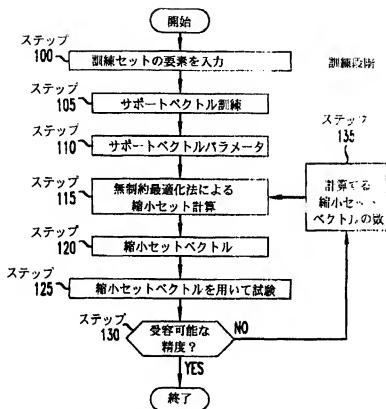 開始
ステップ
100
訓練セットの要素を入力
訓練段階
ステップ
105
サポートベクトル訓練
ステップ
110
サポートベクトルパラメータ
ステップ
135
計算する
縮小セット
ベクトルの数
ステップ
115
無制約最適化法による
縮小セット計算
ステップ
120
縮小セットベクトル
ステップ
125
縮小セットベクトルを用いて試験
ステップ
130
受容可能な
精度?
NO
YES
終了